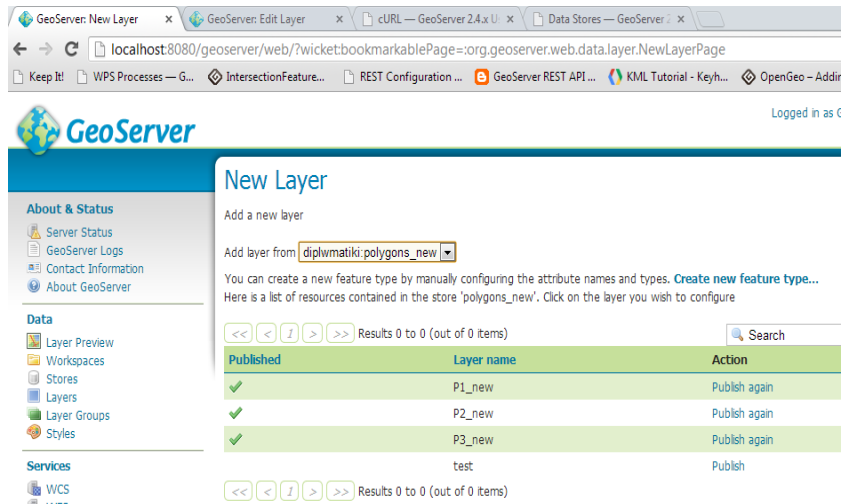 GeoServer: New Layer
GeoServer: Edit Layer
cURL — GeoServer 2.4.x U
Data Stores — GeoServer
localhost:8080/geoserver/web/?wicket:bookmarkablePage=:org.geoserver.web.data.layer.NewLayerPage
Keep It!
WPS Processes — G...
IntersectionFeature...
REST Configuration ...
GeoServer REST API ...
KML Tutorial - Keyh...
OpenGeo – Addin
Logged in as G
GeoServer
New Layer
Add a new layer
Add layer from diplwmatiki:polygons_new
You can create a new feature type by manually configuring the attribute names and types. Create new feature type...
Here is a list of resources contained in the store 'polygons_new'. Click on the layer you wish to configure
<< < 1 > >> Results 0 to 0 (out of 0 items)
Search
Published Layer name Action
P1_new Publish again
P2_new Publish again
P3_new Publish again
test Publish
<< < 1 > >> Results 0 to 0 (out of 0 items)
About & Status
Server Status
GeoServer Logs
Contact Information
About GeoServer
Data
Layer Preview
Workspaces
Stores
Layers
Layer Groups
Styles
Services
WCS